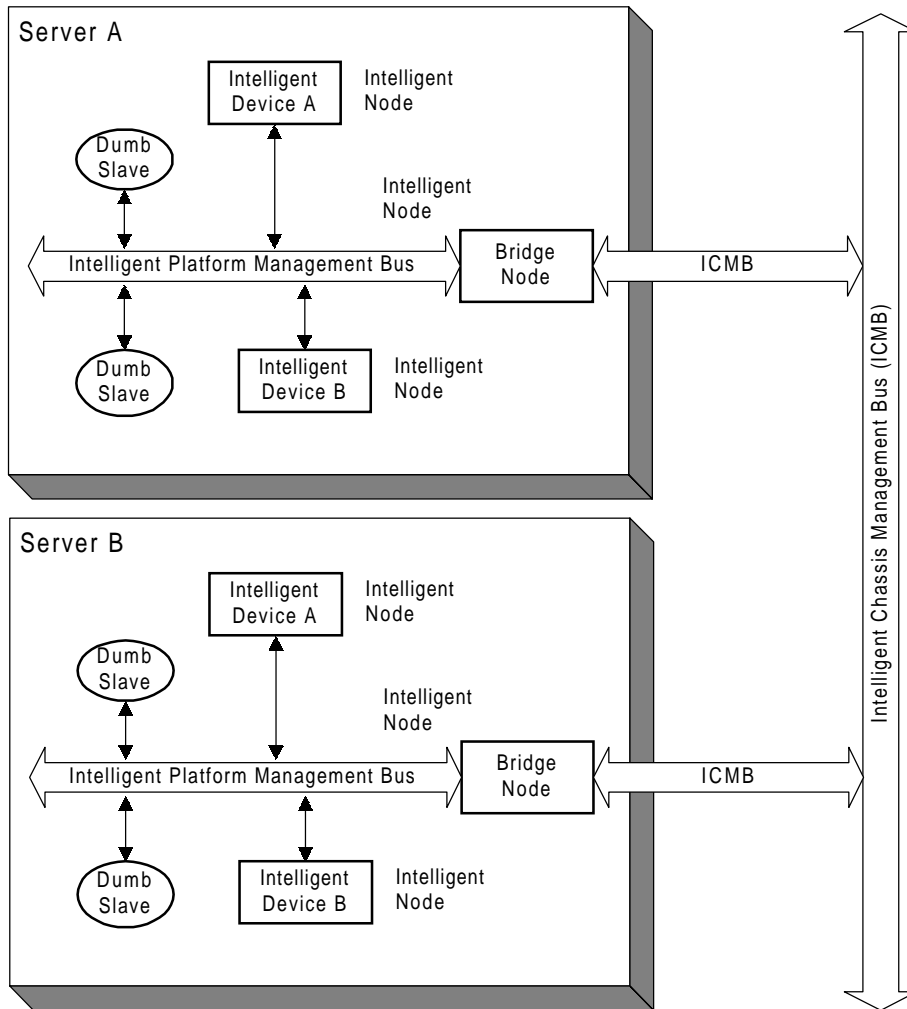 Server A
Intelligent
Device A
Intelligent
Node
Dumb
Slave
Intelligent
Node
Intelligent Platform Management Bus
Bridge
Node
ICMB
Dumb
Slave
Intelligent
Device B
Intelligent
Node
Server B
Intelligent
Device A
Intelligent
Node
Dumb
Slave
Intelligent
Node
Intelligent Platform Management Bus
Bridge
Node
ICMB
Dumb
Slave
Intelligent
Device B
Intelligent
Node
Intelligent Chassis Management Bus (ICMB)